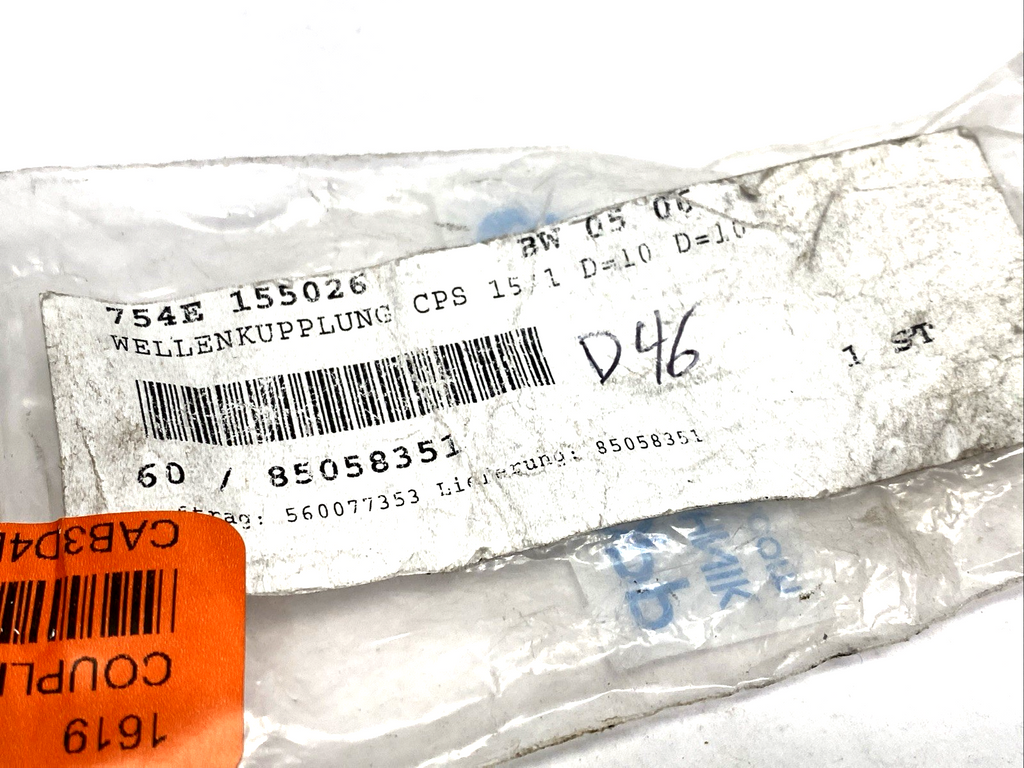 BW 05 06
754E 155026
WELLENKUPPLUNG CPS 15/1 D=10 D=10
D46
1 ST
60 / 85058351
Lieferung: 85058351
560077353
CAB3D4
COUPL
1619